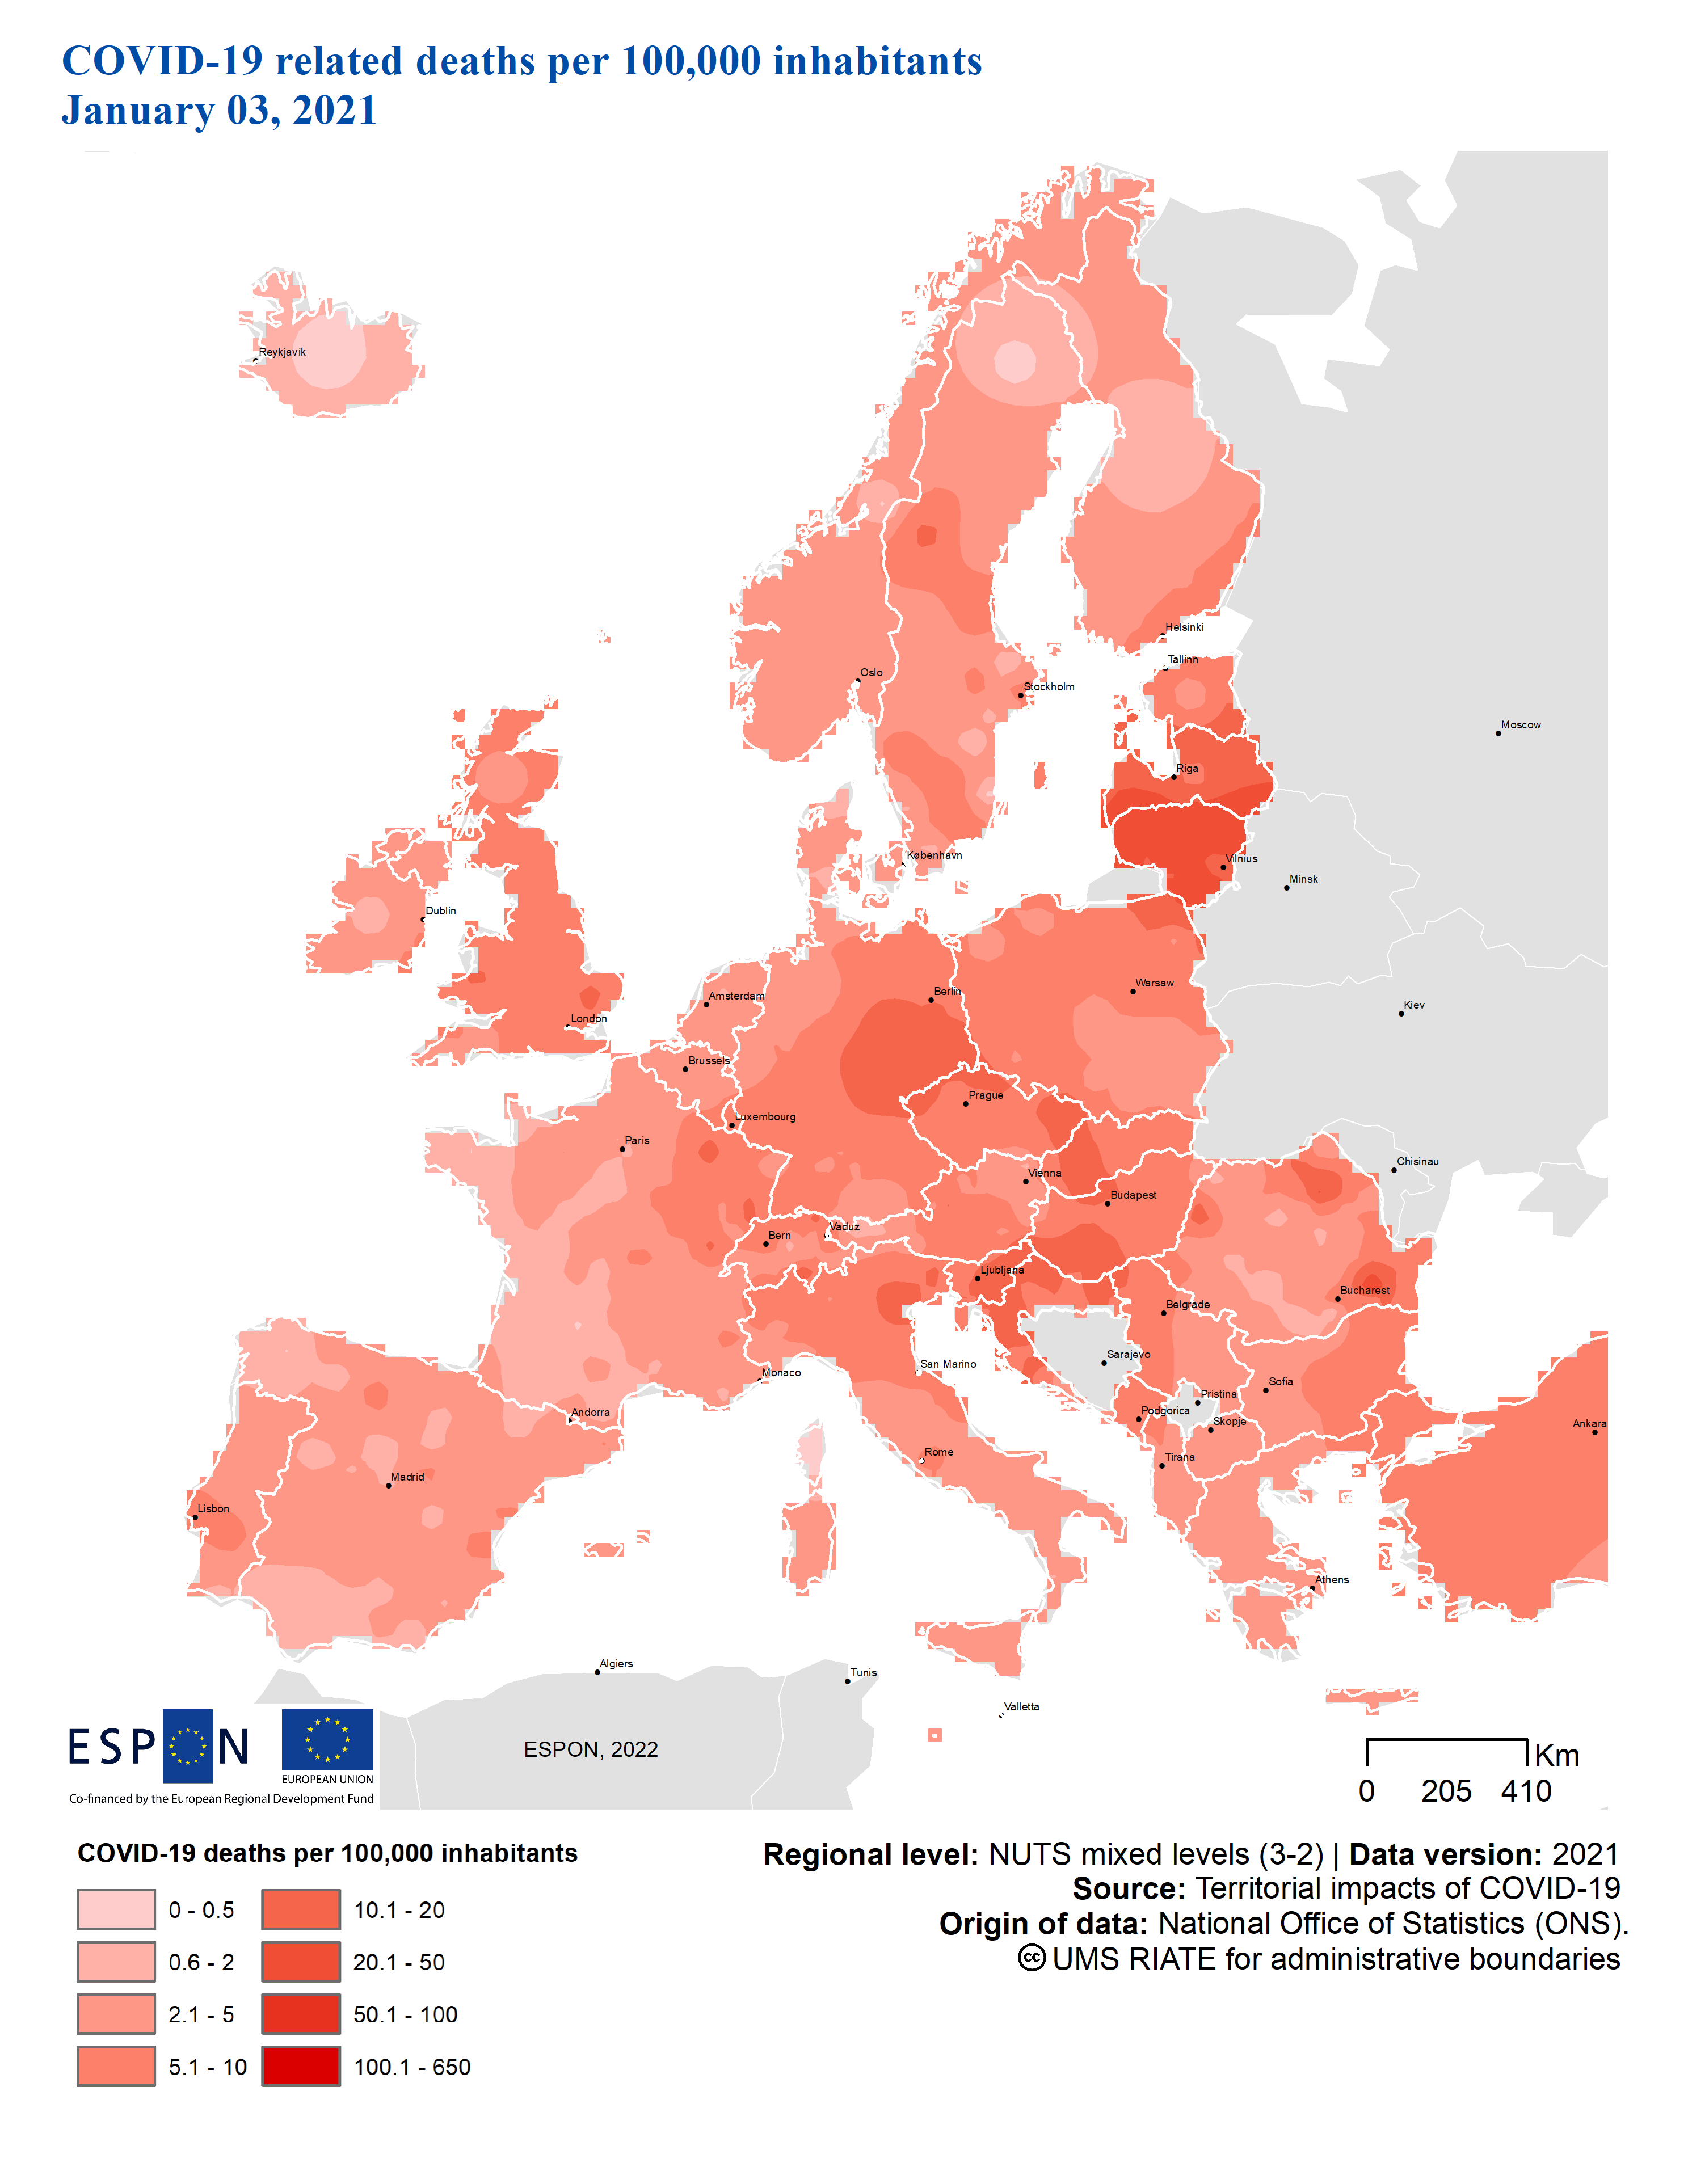 COVID-19 related deaths per 100,000 inhabitants
January 03, 2021
Reykjavík
Helsinki
Tallinn
Oslo
Stockholm
Moscow
Riga
København
Vilnius
Minsk
Dublin
Warsaw
Berlin
Amsterdam
Kiev
London
Brussels
Prague
Luxembourg
Paris
Chisinau
Vienna
Budapest
Vaduz
Bern
Ljubljana
Bucharest
Belgrade
Sarajevo
San Marino
Monaco
Sofia
Pristina
Andorra
Podgorica
Skopje
Ankara
Rome
Tirana
Madrid
Lisbon
Athens
Algiers
Tunis
Valletta
ESPON
EUROPEAN UNION
Co-financed by the European Regional Development Fund
ESPON, 2022
Km
0 205 410
COVID-19 deaths per 100,000 inhabitants
0 - 0.5
0.6 - 2
2.1 - 5
5.1 - 10
10.1 - 20
20.1 - 50
50.1 - 100
100.1 - 650
Regional level: NUTS mixed levels (3-2) | Data version: 2021
Source: Territorial impacts of COVID-19
Origin of data: National Office of Statistics (ONS).
cc UMS RIATE for administrative boundaries